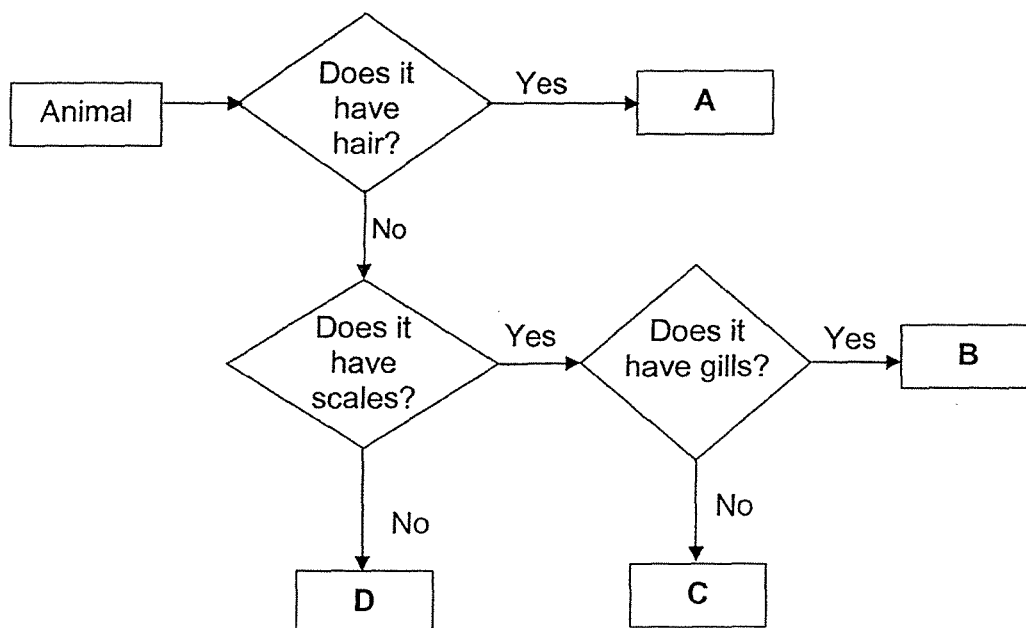 Animal
Does it
have
hair?
Yes
A
No
Does it
have
scales?
Yes
Does it
have gills?
Yes
B
No
D
No
C